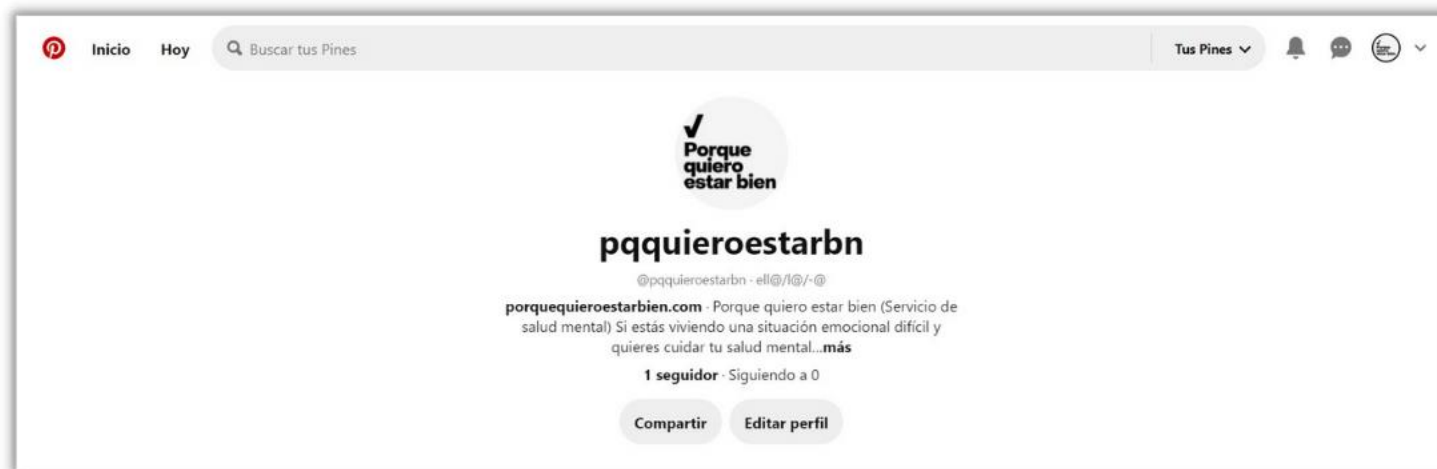 Inicio Hoy Buscar tus Pines Tus Pines
Porque
quiero
estar bien
pqquieroestarbn
@pqquieroestarbn · ell@/l@/-@
porquequieroestarbien.com · Porque quiero estar bien (Servicio de
salud mental) Si estás viviendo una situación emocional difícil y
quieres cuidar tu salud mental...más
1 seguidor · Siguiendo a 0
Compartir Editar perfil